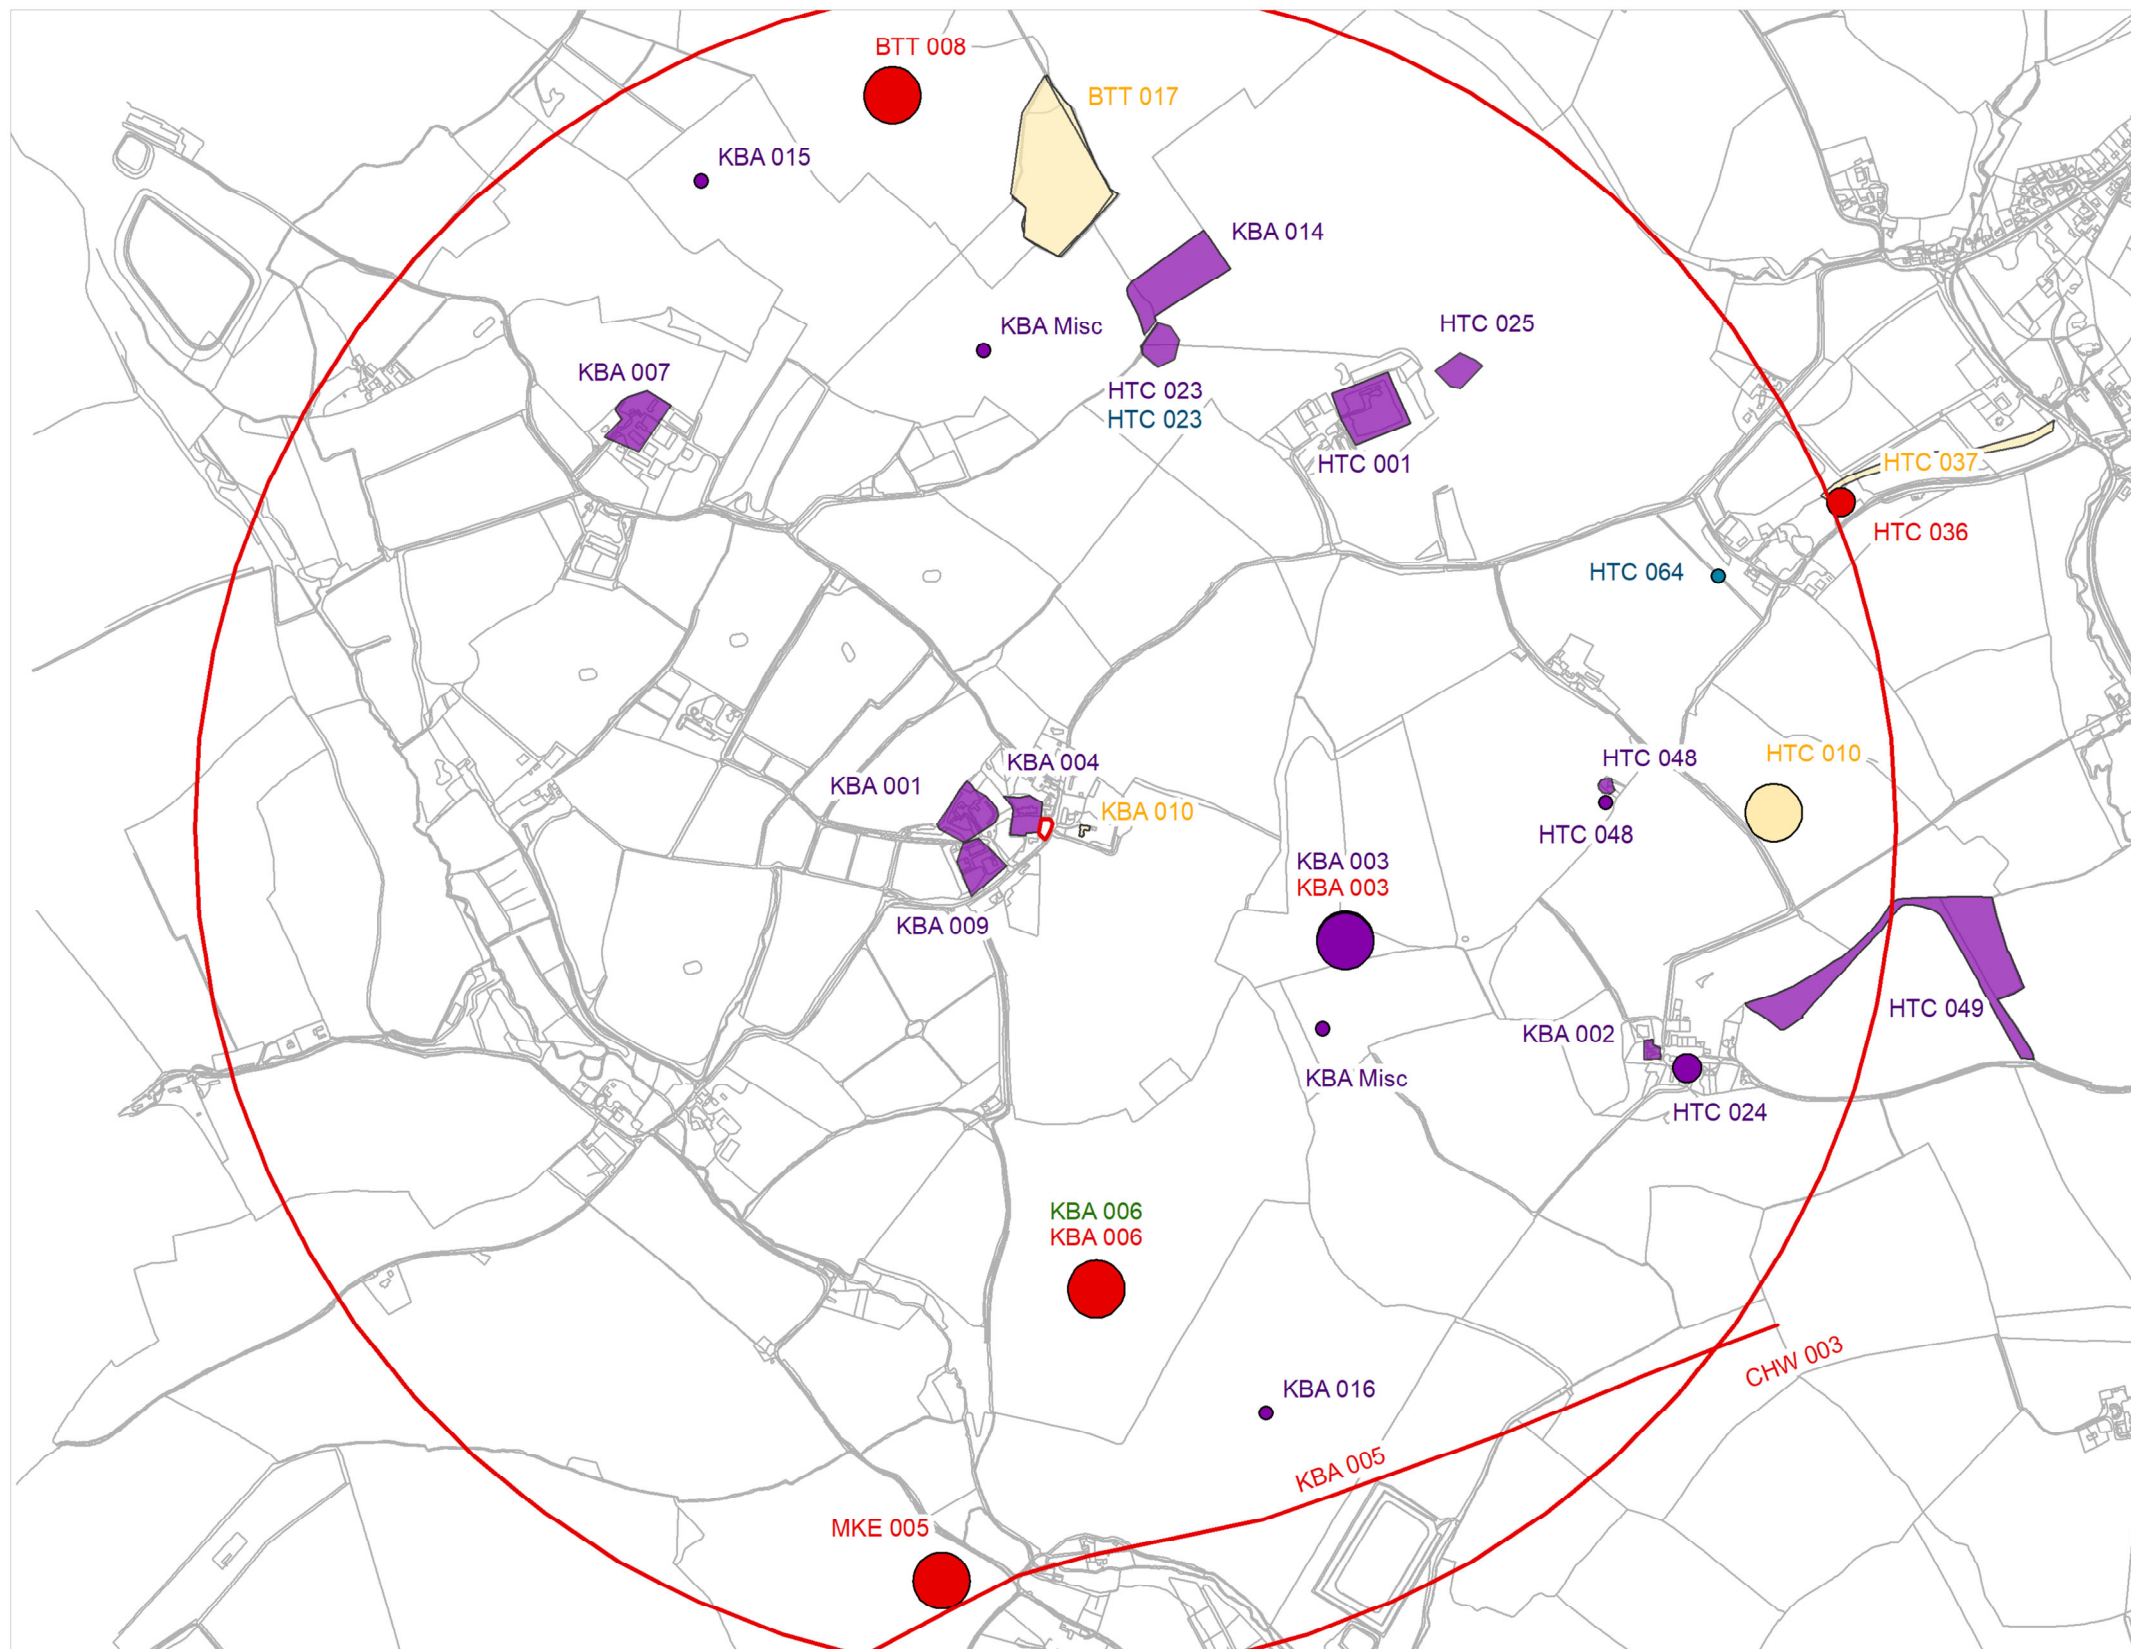 BTT 008
BTT 017
KBA 015
KBA 014
KBA Misc
HTC 025
KBA 007
HTC 023
HTC 023
HTC 001
HTC 037
HTC 036
HTC 064
KBA 004
HTC 048
HTC 010
KBA 001
KBA 010
HTC 048
KBA 003
KBA 003
KBA 009
HTC 049
KBA 002
KBA Misc
HTC 024
KBA 006
KBA 006
CHW 003
KBA 016
KBA 005
MKE 005